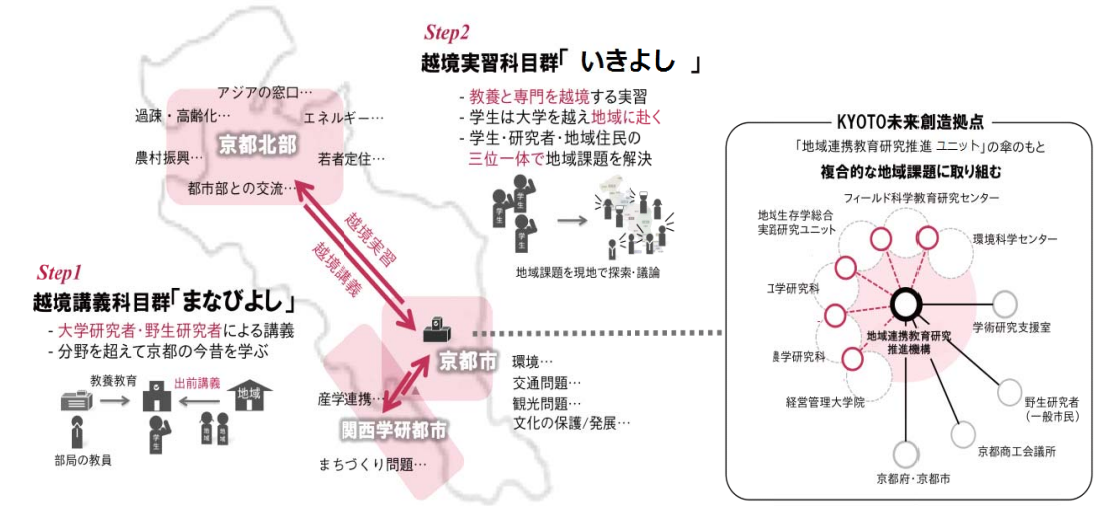 Step2
越境実習科目群「 いきよし 」
- 教養と専門を越境する実習
- 学生は大学を越え地域に赴く
- 学生・研究者・地域住民の
三位一体で地域課題を解決
学生
学生
学生
地域課題を現地で探索・議論
アジアの窓口…
過疎・高齢化…
エネルギー…
京都北部
農村振興…
若者定住…
都市部との交流…
越境実習
越境講義
Step1
越境講義科目群「まなびよし」
- 大学研究者・野生研究者による講義
- 分野を超えて京都の今昔を学ぶ
教養教育
出前講義
地域
学生
地域
地域
部局の教員
京都市
環境…
交通問題…
観光問題…
文化の保護/発展…
産学連携…
関西学研都市
まちづくり問題…
KYOTO未来創造拠点
「地域連携教育研究推進 ユニット」の傘のもと
複合的な地域課題に取り組む
フィールド科学教育研究センター
地域生存学総合
実践研究ユニット
環境科学センター
工学研究科
地域連携教育研究
推進機構
学術研究支援室
農学研究科
経営管理大学院
野生研究者
(一般市民)
京都商工会議所
京都府・京都市